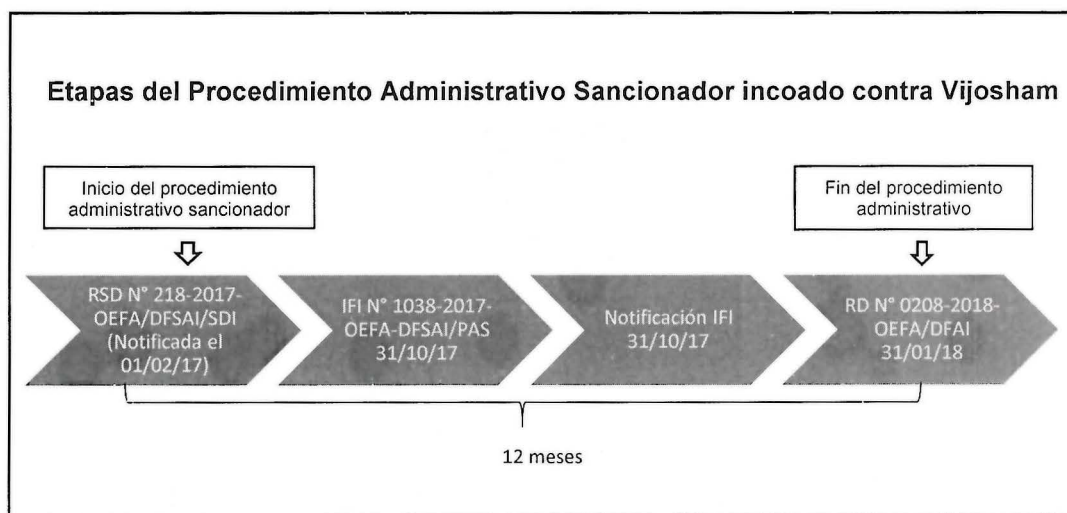 Etapas del Procedimiento Administrativo Sancionador incoado contra Vijosham
Inicio del procedimiento
administrativo sancionador
Fin del procedimiento
administrativo
RSD N° 218-2017-
OEFA/DFSAI/SDI
(Notificada el
01/02/17)
IFI N° 1038-2017-
OEFA-DFSAI/PAS
31/10/17
Notificación IFI
31/10/17
RD N° 0208-2018-
OEFA/DFAI
31/01/18
12 meses